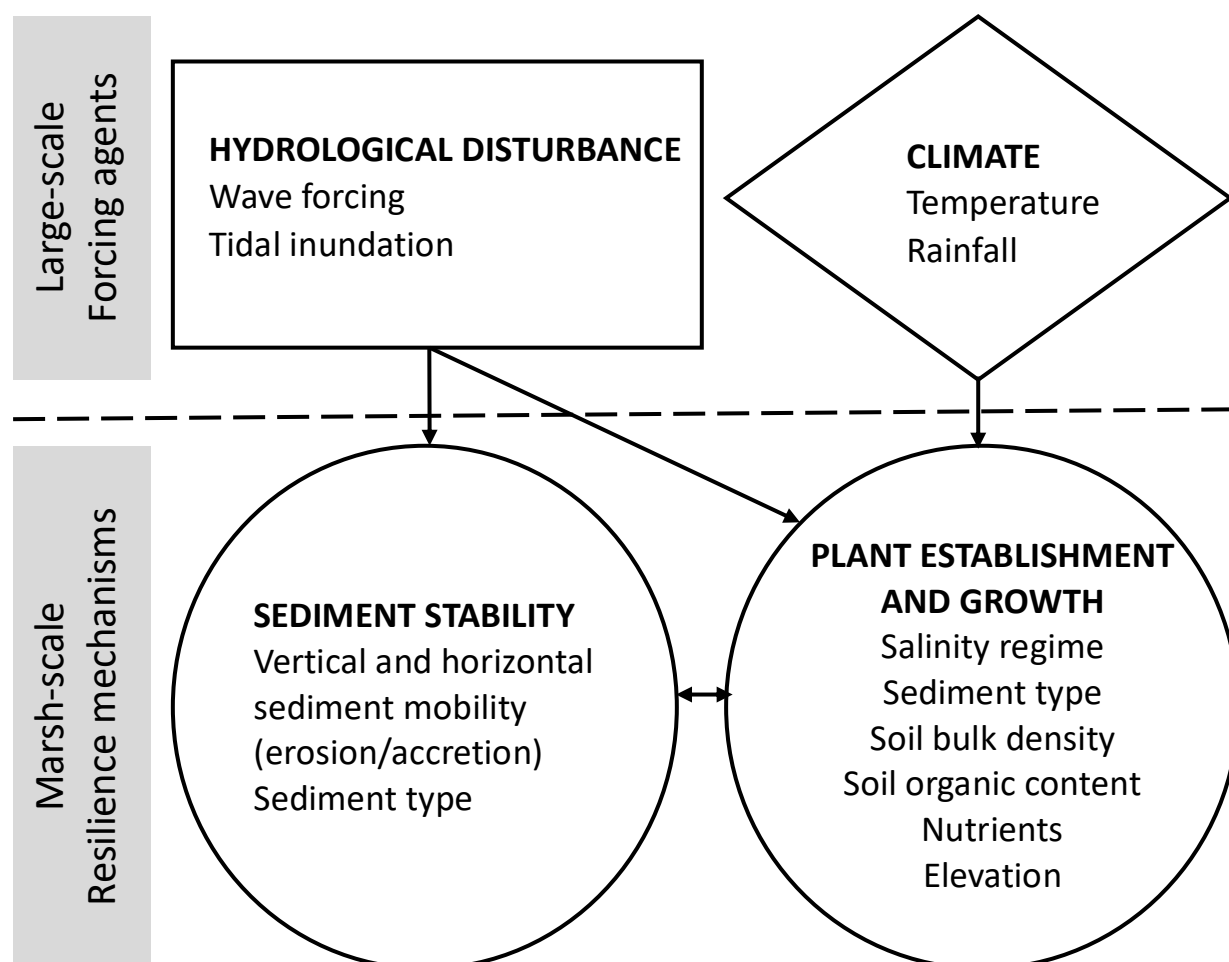 Large-scale
Forcing agents
HYDROLOGICAL DISTURBANCE
Wave forcing
Tidal inundation
CLIMATE
Temperature
Rainfall
Marsh-scale
Resilience mechanisms
SEDIMENT STABILITY
Vertical and horizontal
sediment mobility
(erosion/accretion)
Sediment type
PLANT ESTABLISHMENT
AND GROWTH
Salinity regime
Sediment type
Soil bulk density
Soil organic content
Nutrients
Elevation